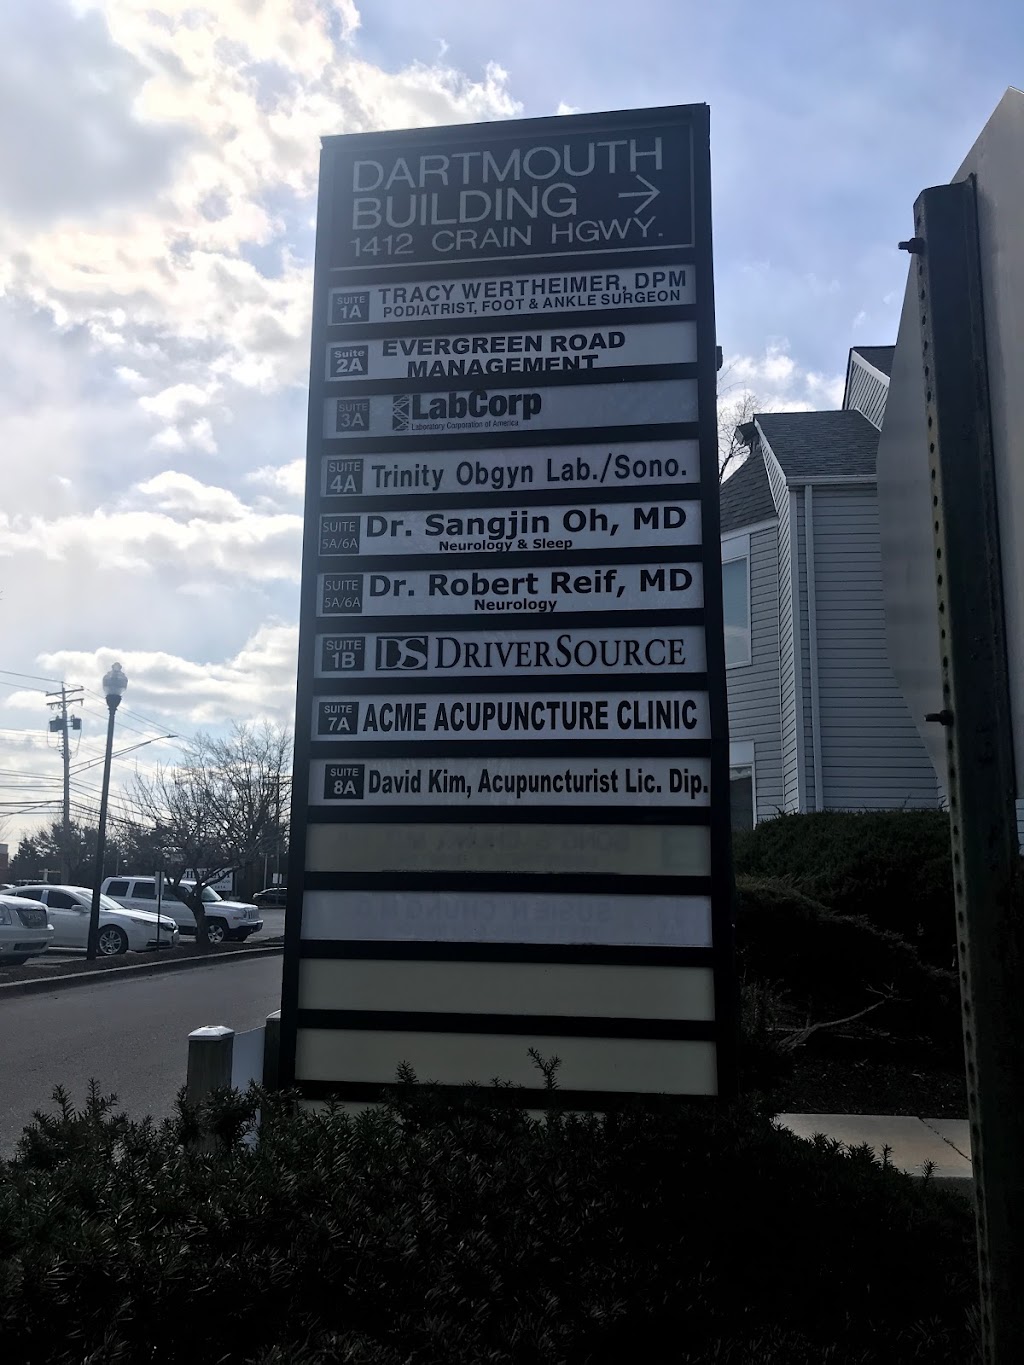 DARTMOUTH
BUILDING →
1412 CRAIN HGWY.
SUITE 1A TRACY WERTHEIMER, DPM
PODIATRIST, FOOT & ANKLE SURGEON
Suite 2A EVERGREEN ROAD
MANAGEMENT
SUITE 3A LabCorp
Laboratory Corporation of America
SUITE 4A Trinity Obgyn Lab./Sono.
SUITE 5A/6A Dr. Sangjin Oh, MD
Neurology & Sleep
SUITE 5A/6A Dr. Robert Reif, MD
Neurology
SUITE 1B DS DRIVERSOURCE
SUITE 7A ACME ACUPUNCTURE CLINIC
SUITE 8A David Kim, Acupuncturist Lic. Dip.